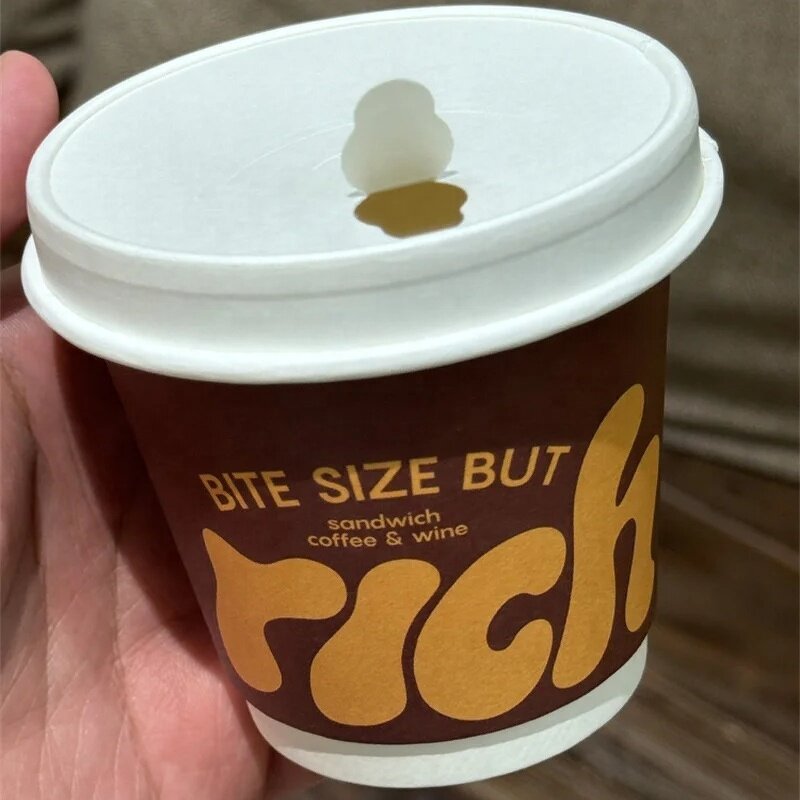 BITE SIZE BUT
sandwich
coffee & wine
rich